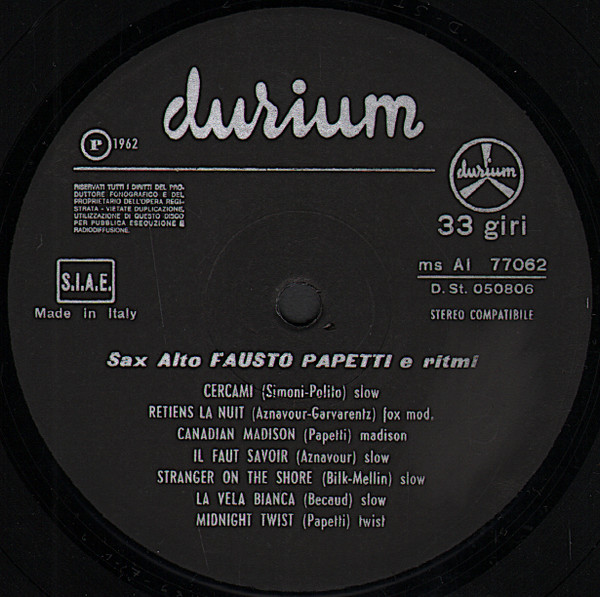 durium
P 1962
durium
RISERVATI TUTTI I DIRITTI DEL PRO-
DUTTORE FONOGRAFICO E DEL
PROPRIETARIO DELL'OPERA REGI-
STRATA - VIETATE DUPLICAZIONE,
UTILIZZAZIONE DI QUESTO DISCO
PER PUBBLICA ESECUZIONE E
RADIODIFFUSIONE.
33 giri
S.I.A.E.
Made in Italy
ms AI 77062
D. St. 050806
STEREO COMPATIBILE
Sax Alto FAUSTO PAPETTI e ritmi
CERCAMI (Simoni-Polito) slow
RETIENS LA NUIT (Aznavour-Garvarentz) fox mod.
CANADIAN MADISON (Papetti) madison
IL FAUT SAVOIR (Aznavour) slow
STRANGER ON THE SHORE (Bilk-Mellin) slow
LA VELA BIANCA (Becaud) slow
MIDNIGHT TWIST (Papetti) twist